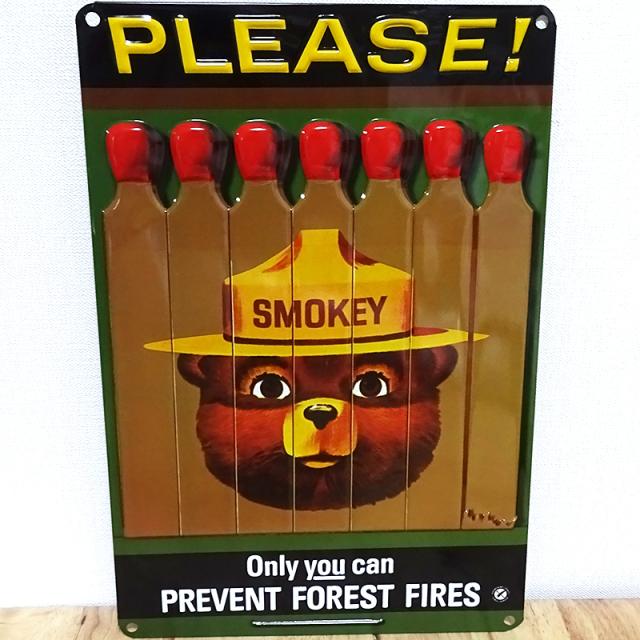 PLEASE!
SMOKEY
Only you can
PREVENT FOREST FIRES